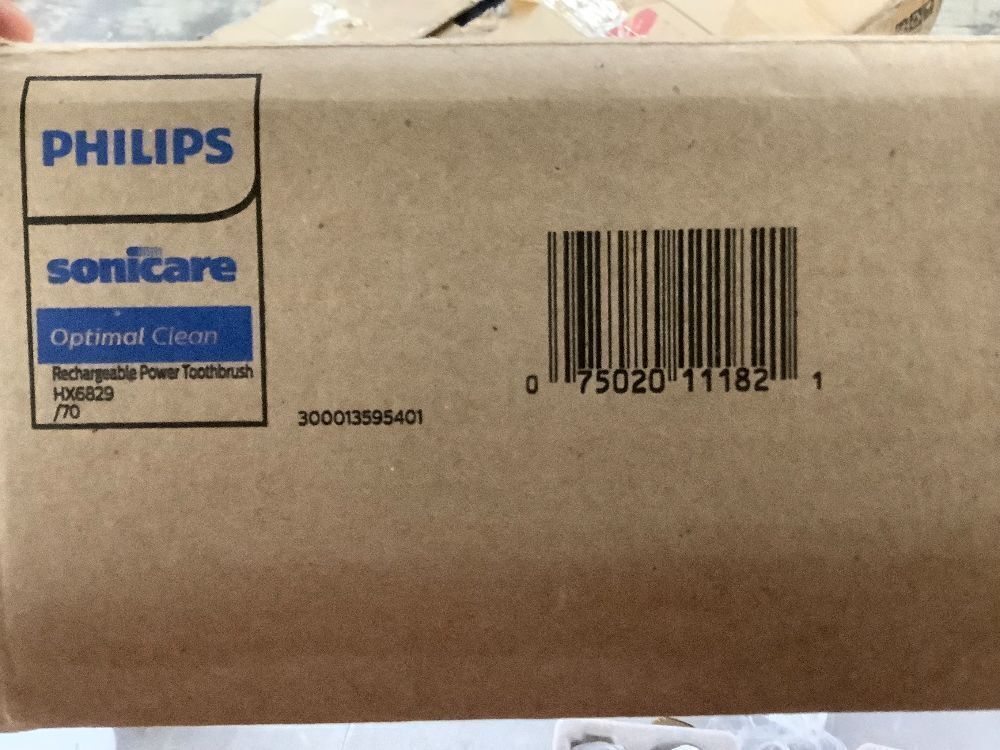 PHILIPS
sonicare
Optimal Clean
Rechargeable Power Toothbrush
HX6829
/70
300013595401
0 75020 11182 1